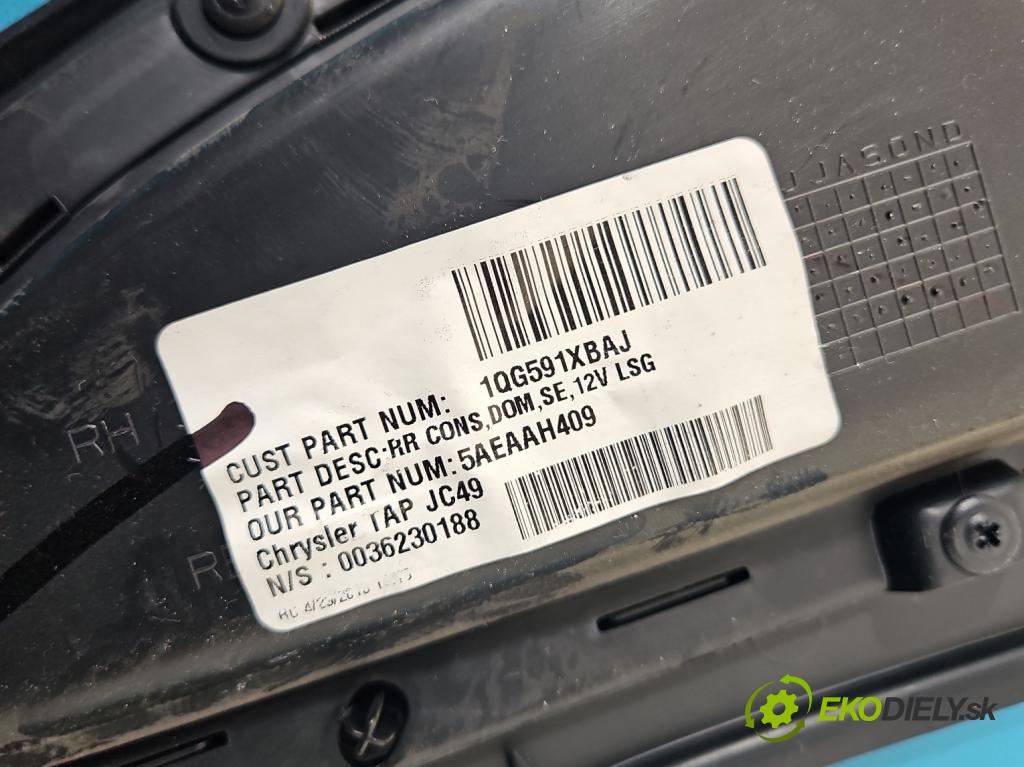 JJASOND
RH
CUST PART NUM: 1QG591XBAJ
PART DESC:RR CONS,DOM,SE,12V LSG
OUR PART NUM:5AEAAH409
Chrysler TAP JC49
N/S : 0036230188
EKODIELY.sk